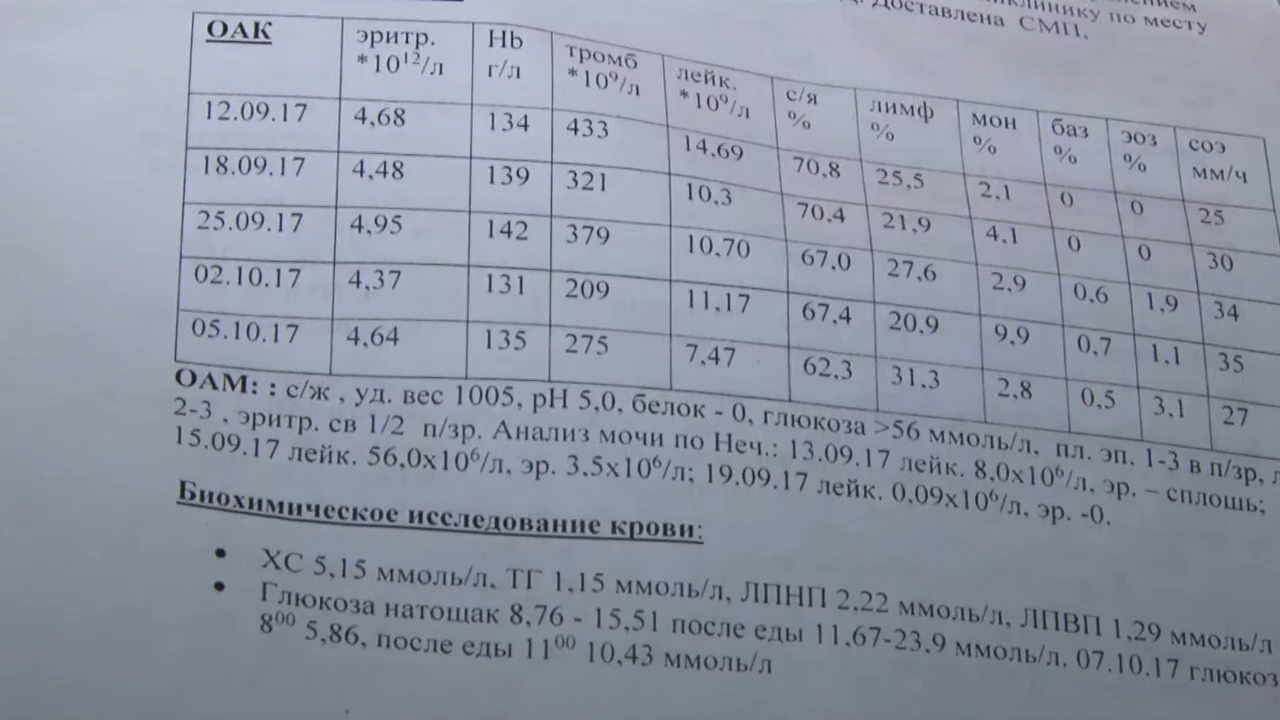 линику по месту
Доставлена СМП.
ОАК эритр. *10¹²/л Hb г/л тромб *10⁹/л лейк. *10⁹/л с/я % лимф % мон % баз % эоз % соэ мм/ч
12.09.17 4,68 134 433 14,69 70,8 25,5 2,1 0 0 25
18.09.17 4,48 139 321 10,3 70,4 21,9 4,1 0 0 30
25.09.17 4,95 142 379 10,70 67,0 27,6 2,9 0,6 1,9 34
02.10.17 4,37 131 209 11,17 67,4 20,9 9,9 0,7 1,1 35
05.10.17 4,64 135 275 7,47 62,3 31,3 2,8 0,5 3,1 27
ОАМ: : с/ж , уд. вес 1005, pH 5,0, белок - 0, глюкоза >56 ммоль/л, пл. эп. 1-3 в п/зр,
2-3 , эритр. св 1/2 п/зр. Анализ мочи по Неч.: 13.09.17 лейк. 8,0х10⁶/л, эр. – сплошь;
15.09.17 лейк. 56,0х10⁶/л, эр. 3,5х10⁶/л; 19.09.17 лейк. 0,09х10⁶/л, эр. -0.
Биохимическое исследование крови:
• ХС 5,15 ммоль/л, ТГ 1,15 ммоль/л, ЛПНП 2,22 ммоль/л, ЛПВП 1,29 ммоль/л
• Глюкоза натощак 8,76 - 15,51 после еды 11,67-23,9 ммоль/л. 07.10.17 глюкоз
8⁰⁰ 5,86, после еды 11⁰⁰ 10,43 ммоль/л